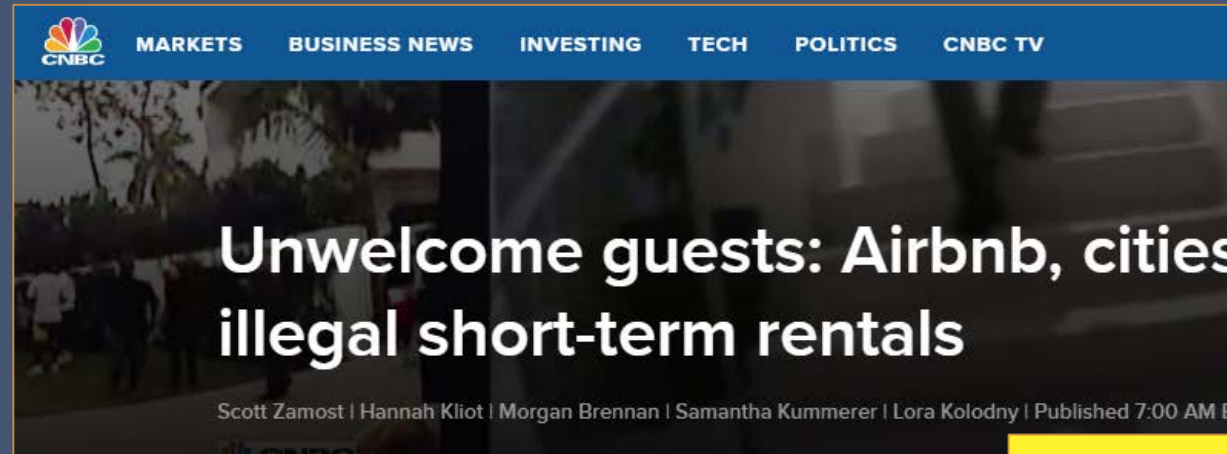 CNBC MARKETS BUSINESS NEWS INVESTING TECH POLITICS CNBC TV
Unwelcome guests: Airbnb, cities
illegal short-term rentals
Scott Zamost | Hannah Kliot | Morgan Brennan | Samantha Kummerer | Lora Kolodny | Published 7:00 AM E
CNBC